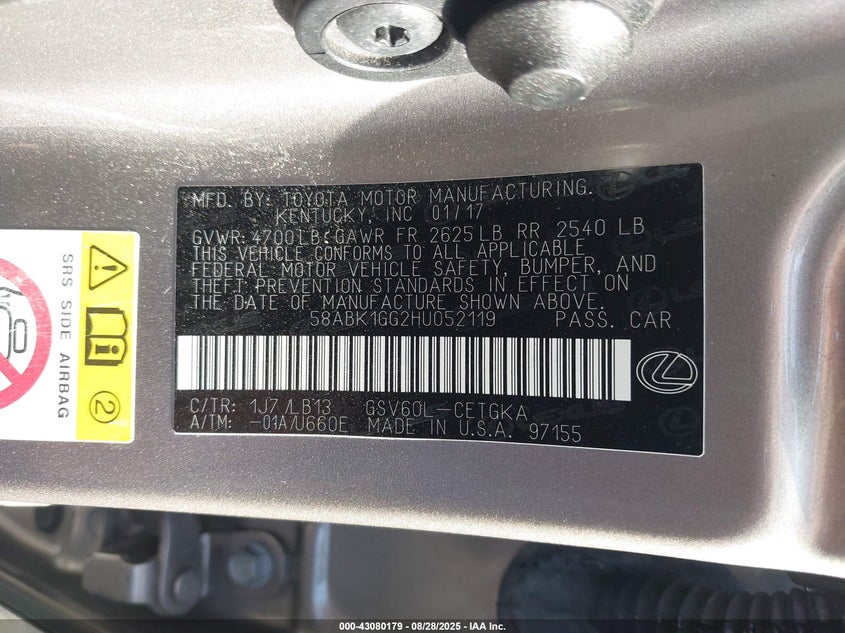 MFD. BY: TOYOTA MOTOR MANUFACTURING.
KENTUCKY, INC 01/17
GVWR: 4700LB: GAWR FR 2625LB RR 2540 LB
THIS VEHICLE CONFORMS TO ALL APPLICABLE
FEDERAL MOTOR VEHICLE SAFETY, BUMPER, AND
THEFT PREVENTION STANDARDS IN EFFECT ON
THE DATE OF MANUFACTURE SHOWN ABOVE.
58ABK1GG2HU052119 PASS. CAR
C/TR: 1J7 /LB13 GSV60L-CETGKA
A/TM: -01A/U660E MADE IN U.S.A. 97155
SRS SIDE AIRBAG
2
000-43080179 - 08/28/2025 - IAA Inc.